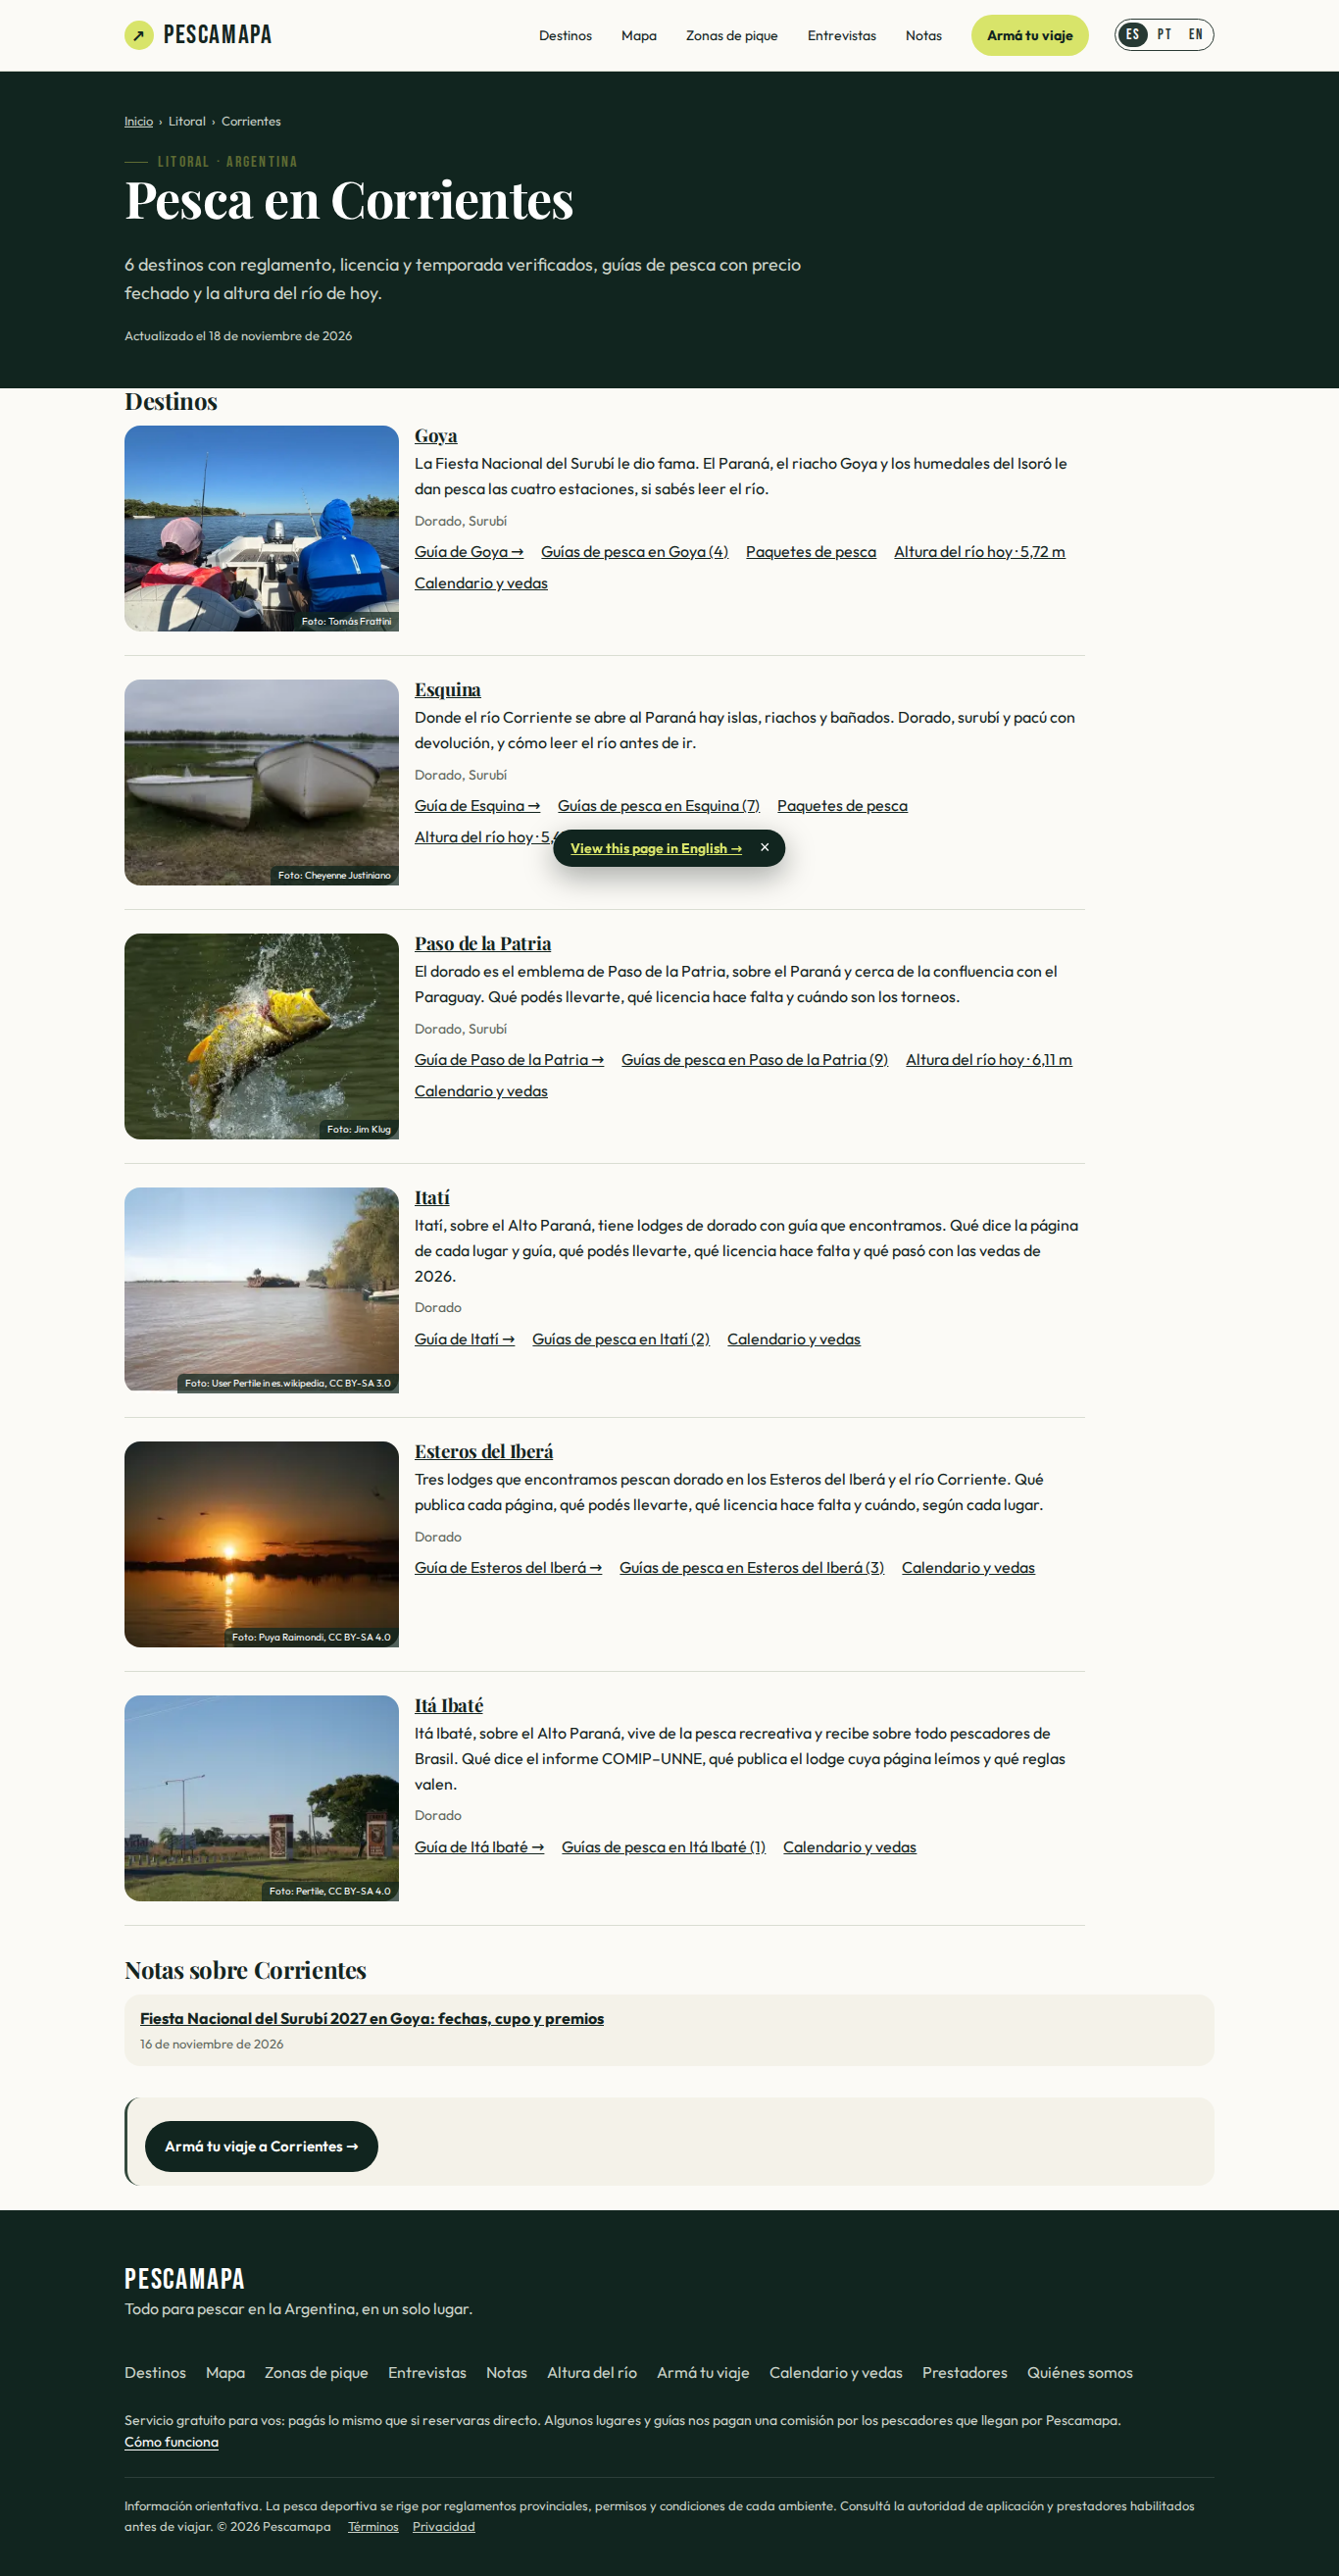 ↗ PESCAMAPA
Destinos Mapa Zonas de pique Entrevistas Notas Armá tu viaje ES PT EN
Inicio › Litoral › Corrientes
LITORAL · ARGENTINA
Pesca en Corrientes
6 destinos con reglamento, licencia y temporada verificados, guías de pesca con precio
fechado y la altura del río de hoy.
Actualizado el 18 de noviembre de 2026
Destinos
Foto: Tomás Frattini
Goya
La Fiesta Nacional del Surubí le dio fama. El Paraná, el riacho Goya y los humedales del Isoró le
dan pesca las cuatro estaciones, si sabés leer el río.
Dorado, Surubí
Guía de Goya → Guías de pesca en Goya (4) Paquetes de pesca Altura del río hoy · 5,72 m
Calendario y vedas
Foto: Cheyenne Justiniano
Esquina
Donde el río Corriente se abre al Paraná hay islas, riachos y bañados. Dorado, surubí y pacú con
devolución, y cómo leer el río antes de ir.
Dorado, Surubí
Guía de Esquina → Guías de pesca en Esquina (7) Paquetes de pesca
Altura del río hoy ·
View this page in English → ×
Foto: Jim Klug
Paso de la Patria
El dorado es el emblema de Paso de la Patria, sobre el Paraná y cerca de la confluencia con el
Paraguay. Qué podés llevarte, qué licencia hace falta y cuándo son los torneos.
Dorado, Surubí
Guía de Paso de la Patria → Guías de pesca en Paso de la Patria (9) Altura del río hoy · 6,11 m
Calendario y vedas
Foto: User Pertile in es.wikipedia, CC BY-SA 3.0
Itatí
Itatí, sobre el Alto Paraná, tiene lodges de dorado con guía que encontramos. Qué dice la página
de cada lugar y guía, qué podés llevarte, qué licencia hace falta y qué pasó con las vedas de
2026.
Dorado
Guía de Itatí → Guías de pesca en Itatí (2) Calendario y vedas
Foto: Puya Raimondi, CC BY-SA 4.0
Esteros del Iberá
Tres lodges que encontramos pescan dorado en los Esteros del Iberá y el río Corriente. Qué
publica cada página, qué podés llevarte, qué licencia hace falta y cuándo, según cada lugar.
Dorado
Guía de Esteros del Iberá → Guías de pesca en Esteros del Iberá (3) Calendario y vedas
Foto: Pertile, CC BY-SA 4.0
Itá Ibaté
Itá Ibaté, sobre el Alto Paraná, vive de la pesca recreativa y recibe sobre todo pescadores de
Brasil. Qué dice el informe COMIP–UNNE, qué publica el lodge cuya página leímos y qué reglas
valen.
Dorado
Guía de Itá Ibaté → Guías de pesca en Itá Ibaté (1) Calendario y vedas
Notas sobre Corrientes
Fiesta Nacional del Surubí 2027 en Goya: fechas, cupo y premios
16 de noviembre de 2026
Armá tu viaje a Corrientes →
PESCAMAPA
Todo para pescar en la Argentina, en un solo lugar.
Destinos Mapa Zonas de pique Entrevistas Notas Altura del río Armá tu viaje Calendario y vedas Prestadores Quiénes somos
Servicio gratuito para vos: pagás lo mismo que si reservaras directo. Algunos lugares y guías nos pagan una comisión por los pescadores que llegan por Pescamapa.
Cómo funciona
Información orientativa. La pesca deportiva se rige por reglamentos provinciales, permisos y condiciones de cada ambiente. Consultá la autoridad de aplicación y prestadores habilitados
antes de viajar. © 2026 Pescamapa Términos Privacidad